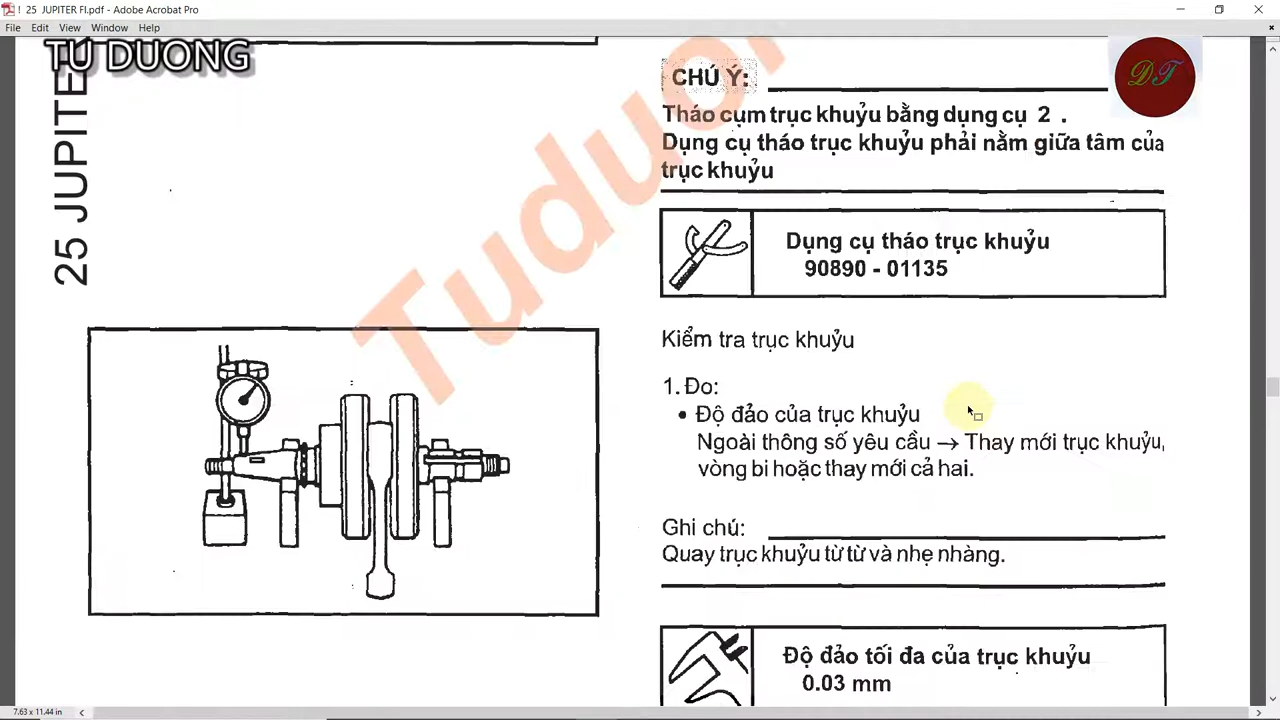 ! 25 JUPITER FI.pdf - Adobe Acrobat Pro
File Edit View Window Help
TU DUONG
25 JUPITER
DT
CHÚ Ý:
Tháo cụm trục khuỷu bằng dụng cụ 2 .
Dụng cụ tháo trục khuỷu phải nằm giữa tâm của
trục khuỷu
Dụng cụ tháo trục khuỷu
90890 - 01135
Kiểm tra trục khuỷu
1. Đo:
• Độ đảo của trục khuỷu
Ngoài thông số yêu cầu → Thay mới trục khuỷu,
vòng bi hoặc thay mới cả hai.
Ghi chú:
Quay trục khuỷu từ từ và nhẹ nhàng.
Độ đảo tối đa của trục khuỷu
0.03 mm
Tuduon
7.63 x 11.44 in